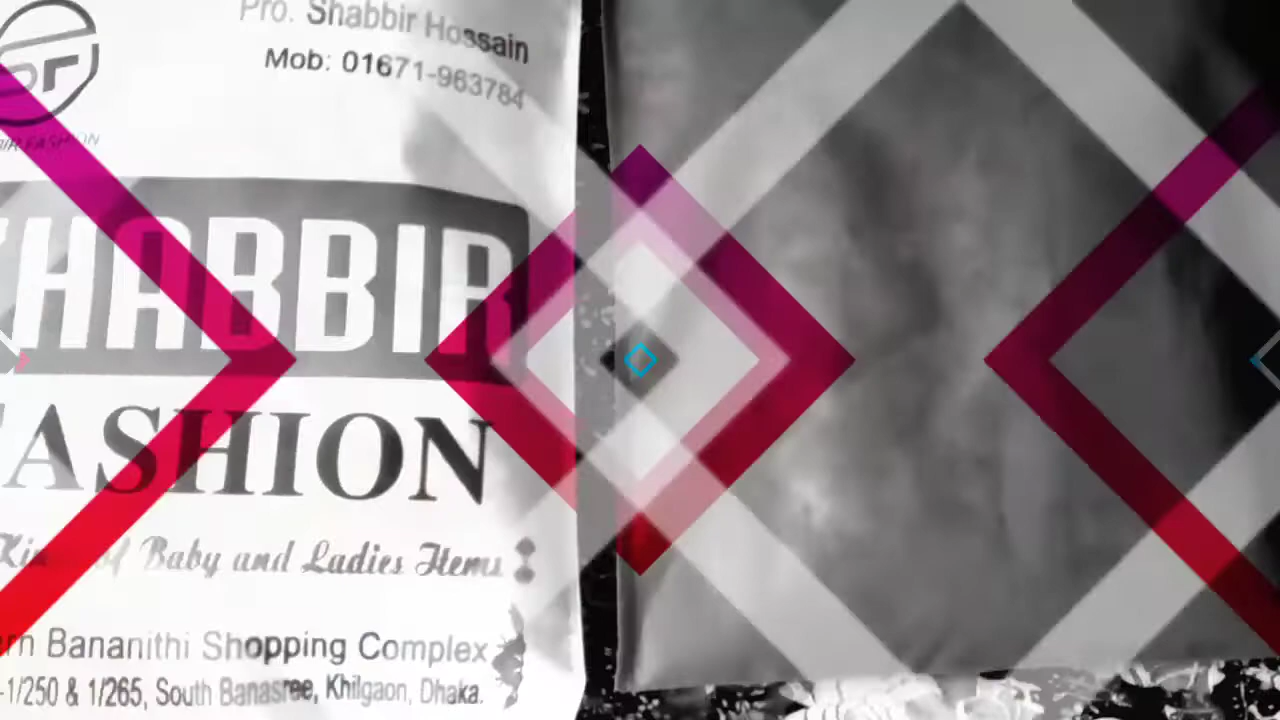 Pro. Shabbir Hossain
Mob: 01671-963784
FASHION
HABBIR
ASHION
of Baby and Ladies Items
Bananithi Shopping Complex
-1/250 & 1/265, South Banasree, Khilgaon, Dhaka.